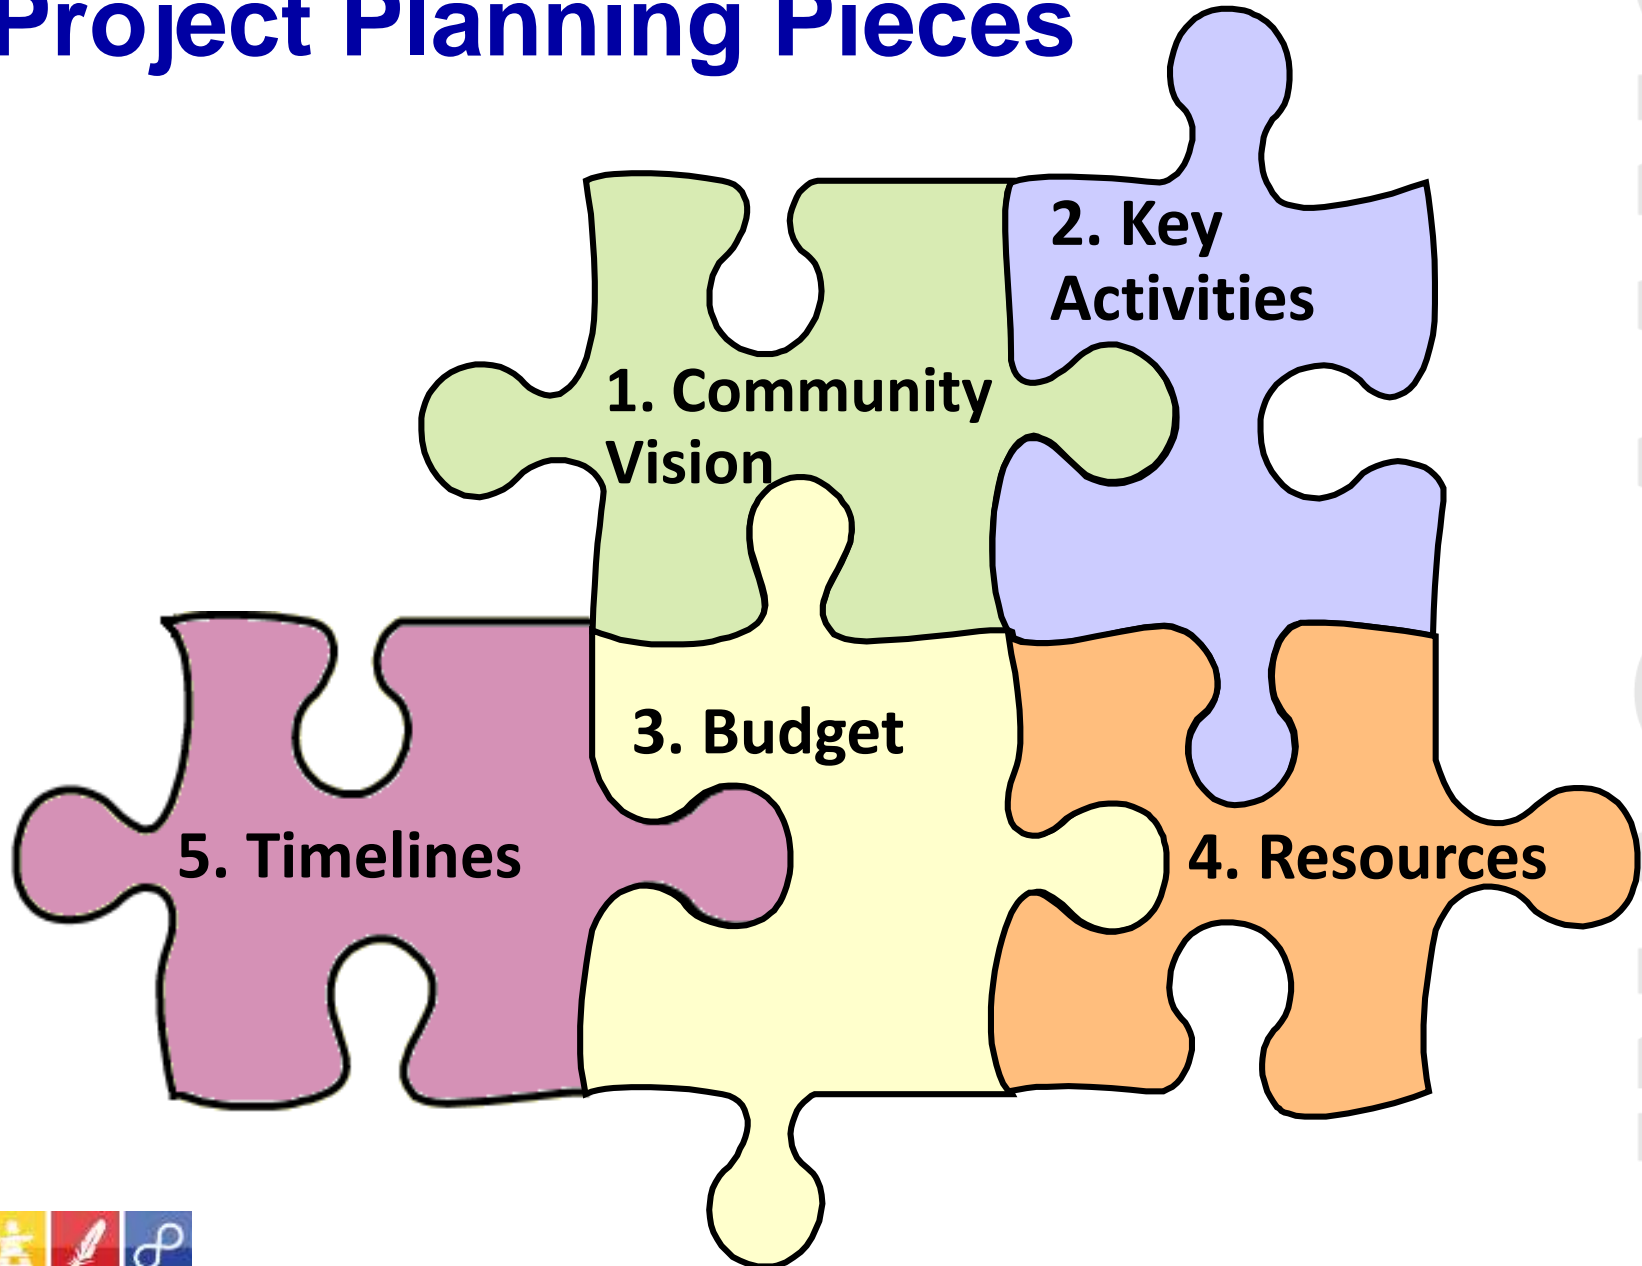 Project Planning Pieces
2. Key
Activities
1. Community
Vision
3. Budget
5. Timelines
4. Resources